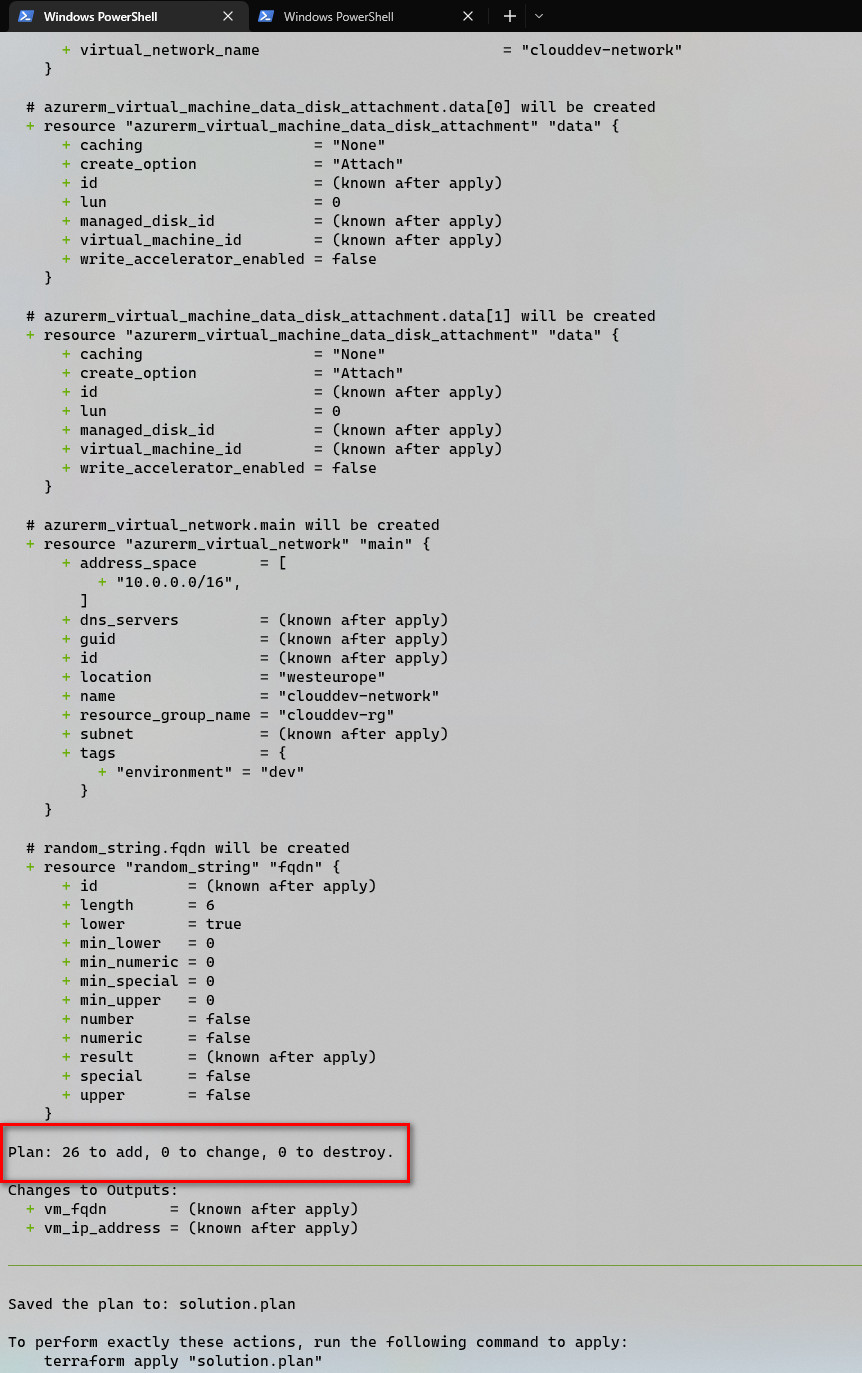 Windows PowerShell
Windows PowerShell
+ virtual_network_name = "clouddev-network"
}
# azurerm_virtual_machine_data_disk_attachment.data[0] will be created
+ resource "azurerm_virtual_machine_data_disk_attachment" "data" {
+ caching = "None"
+ create_option = "Attach"
+ id = (known after apply)
+ lun = 0
+ managed_disk_id = (known after apply)
+ virtual_machine_id = (known after apply)
+ write_accelerator_enabled = false
}
# azurerm_virtual_machine_data_disk_attachment.data[1] will be created
+ resource "azurerm_virtual_machine_data_disk_attachment" "data" {
+ caching = "None"
+ create_option = "Attach"
+ id = (known after apply)
+ lun = 0
+ managed_disk_id = (known after apply)
+ virtual_machine_id = (known after apply)
+ write_accelerator_enabled = false
}
# azurerm_virtual_network.main will be created
+ resource "azurerm_virtual_network" "main" {
+ address_space = [
+ "10.0.0.0/16",
]
+ dns_servers = (known after apply)
+ guid = (known after apply)
+ id = (known after apply)
+ location = "westeurope"
+ name = "clouddev-network"
+ resource_group_name = "clouddev-rg"
+ subnet = (known after apply)
+ tags = {
+ "environment" = "dev"
}
}
# random_string.fqdn will be created
+ resource "random_string" "fqdn" {
+ id = (known after apply)
+ length = 6
+ lower = true
+ min_lower = 0
+ min_numeric = 0
+ min_special = 0
+ min_upper = 0
+ number = false
+ numeric = false
+ result = (known after apply)
+ special = false
+ upper = false
}
Plan: 26 to add, 0 to change, 0 to destroy.
Changes to Outputs:
+ vm_fqdn = (known after apply)
+ vm_ip_address = (known after apply)
Saved the plan to: solution.plan
To perform exactly these actions, run the following command to apply:
terraform apply "solution.plan"